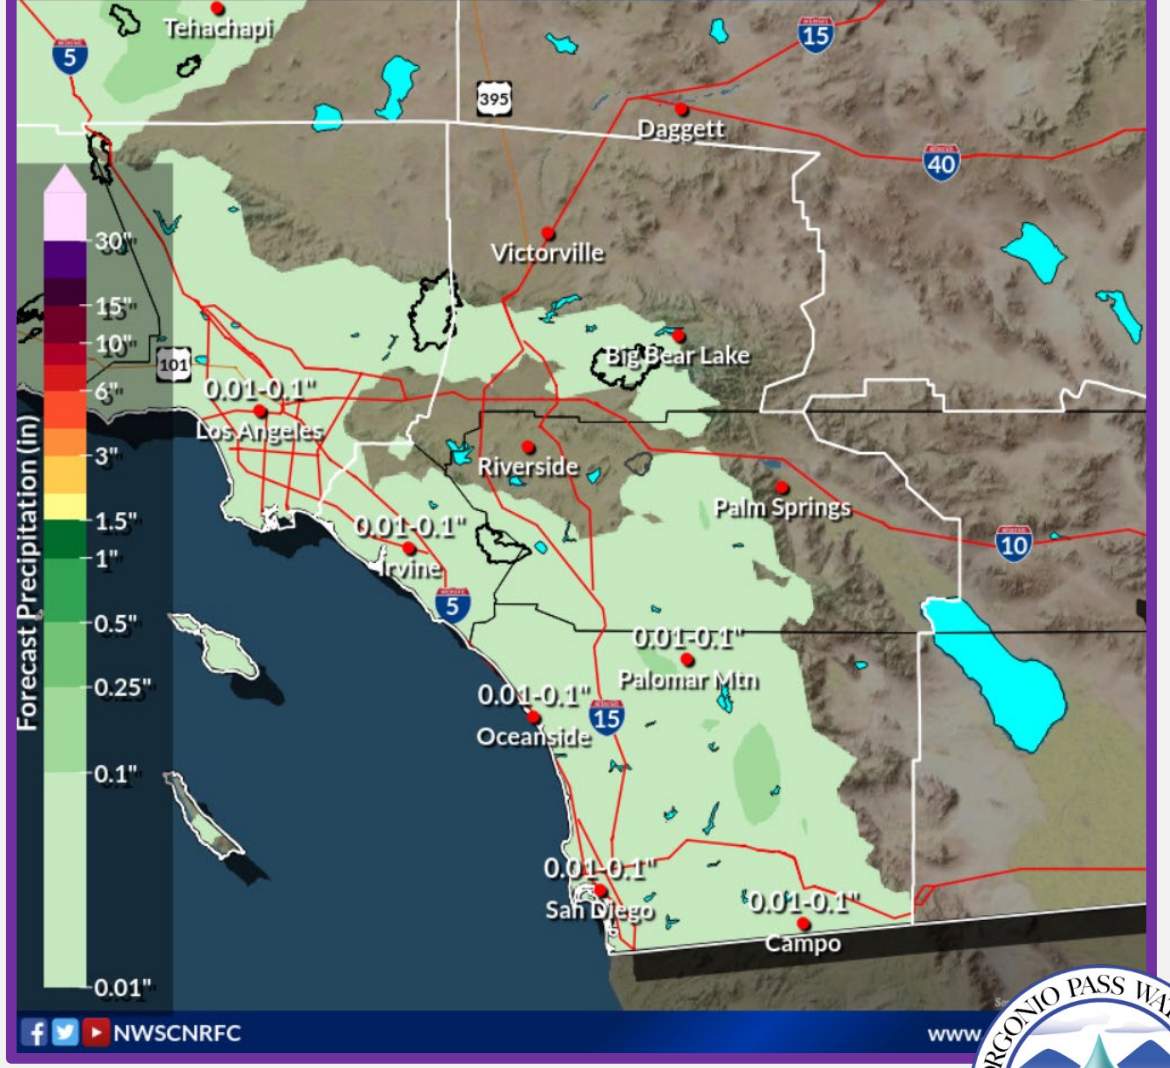 Tehachapi
5
15
395
Daggett
40
Victorville
30"
15"
10"
6"
3"
1.5"
1"
0.5"
0.25"
0.1"
0.01"
Forecast Precipitation (in)
101
Big Bear Lake
0.01-0.1"
Los Angeles
Riverside
Palm Springs
0.01-0.1"
Irvine
10
5
0.01-0.1"
Palomar Mtn
0.01-0.1"
Oceanside
15
0.01-0.1"
San Diego
0.01-0.1"
Campo
NWSCNRFC
www.
PASS